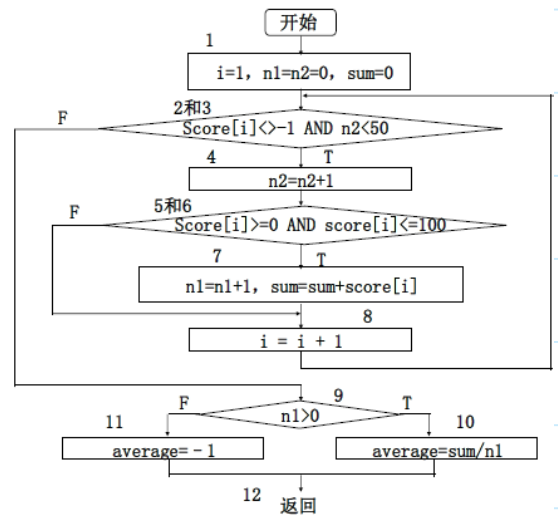 开始
1
i=1, n1=n2=0, sum=0
2和3
F
Score[i]<>-1 AND n2<50
4
T
n2=n2+1
5和6
F
Score[i]>=0 AND score[i]<=100
7
T
n1=n1+1, sum=sum+score[i]
8
i = i + 1
9
F
T
n1>0
11
10
average=-1
average=sum/n1
12
返回